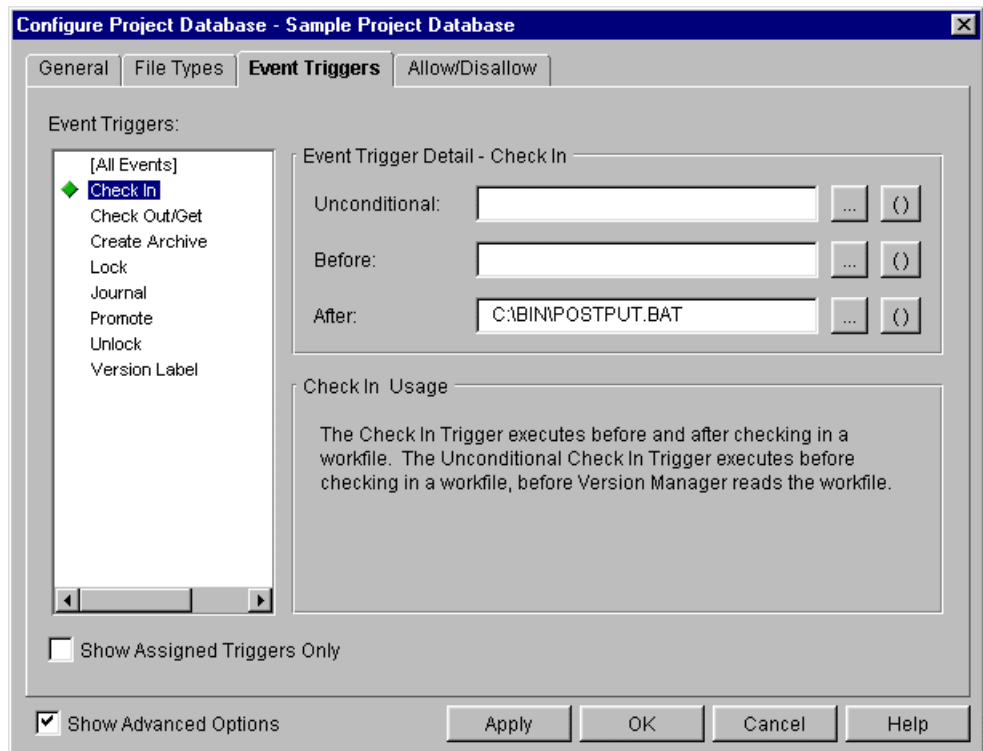 Configure Project Database - Sample Project Database
General File Types Event Triggers Allow/Disallow
Event Triggers:
[All Events]
Check In
Check Out/Get
Create Archive
Lock
Journal
Promote
Unlock
Version Label
Event Trigger Detail - Check In
Unconditional: ... ()
Before: ... ()
After: C:\BIN\POSTPUT.BAT ... ()
Check In Usage
The Check In Trigger executes before and after checking in a
workfile. The Unconditional Check In Trigger executes before
checking in a workfile, before Version Manager reads the workfile.
Show Assigned Triggers Only
Show Advanced Options
Apply OK Cancel Help